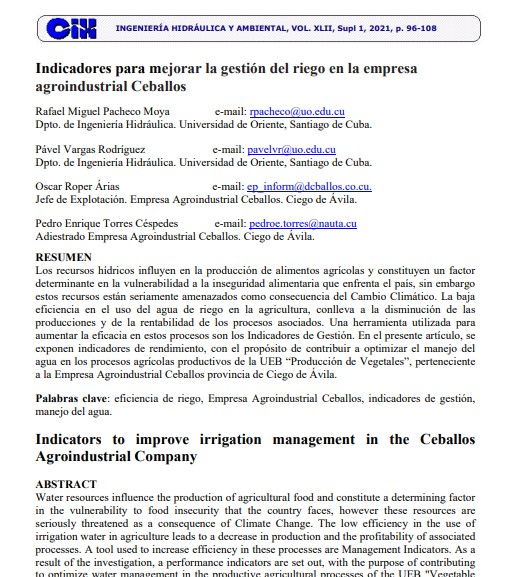 CIH INGENIERÍA HIDRÁULICA Y AMBIENTAL, VOL. XLII, Supl 1, 2021, p. 96-108
Indicadores para mejorar la gestión del riego en la empresa
agroindustrial Ceballos
Rafael Miguel Pacheco Moya e-mail: rpacheco@uo.edu.cu
Dpto. de Ingeniería Hidráulica. Universidad de Oriente, Santiago de Cuba.
Pável Vargas Rodríguez e-mail: pavelvr@uo.edu.cu
Dpto. de Ingeniería Hidráulica. Universidad de Oriente, Santiago de Cuba.
Oscar Roper Árias e-mail: ep_inform@dcballos.co.cu.
Jefe de Explotación. Empresa Agroindustrial Ceballos. Ciego de Ávila.
Pedro Enrique Torres Céspedes e-mail: pedroe.torres@nauta.cu
Adiestrado Empresa Agroindustrial Ceballos. Ciego de Ávila.
RESUMEN
Los recursos hídricos influyen en la producción de alimentos agrícolas y constituyen un factor
determinante en la vulnerabilidad a la inseguridad alimentaria que enfrenta el país, sin embargo
estos recursos están seriamente amenazados como consecuencia del Cambio Climático. La baja
eficiencia en el uso del agua de riego en la agricultura, conlleva a la disminución de las
producciones y de la rentabilidad de los procesos asociados. Una herramienta utilizada para
aumentar la eficacia en estos procesos son los Indicadores de Gestión. En el presente artículo, se
exponen indicadores de rendimiento, con el propósito de contribuir a optimizar el manejo del
agua en los procesos agrícolas productivos de la UEB “Producción de Vegetales”, perteneciente
a la Empresa Agroindustrial Ceballos provincia de Ciego de Ávila.
Palabras clave: eficiencia de riego, Empresa Agroindustrial Ceballos, indicadores de gestión,
manejo del agua.
Indicators to improve irrigation management in the Ceballos
Agroindustrial Company
ABSTRACT
Water resources influence the production of agricultural food and constitute a determining factor
in the vulnerability to food insecurity that the country faces, however these resources are
seriously threatened as a consequence of Climate Change. The low efficiency in the use of
irrigation water in agriculture leads to a decrease in production and the profitability of associated
processes. A tool used to increase efficiency in these processes are Management Indicators. As a
result of the investigation, a performance indicators are set out, with the purpose of contributing
to optimize water management in the productive agricultural processes of the UEB "Vegetable